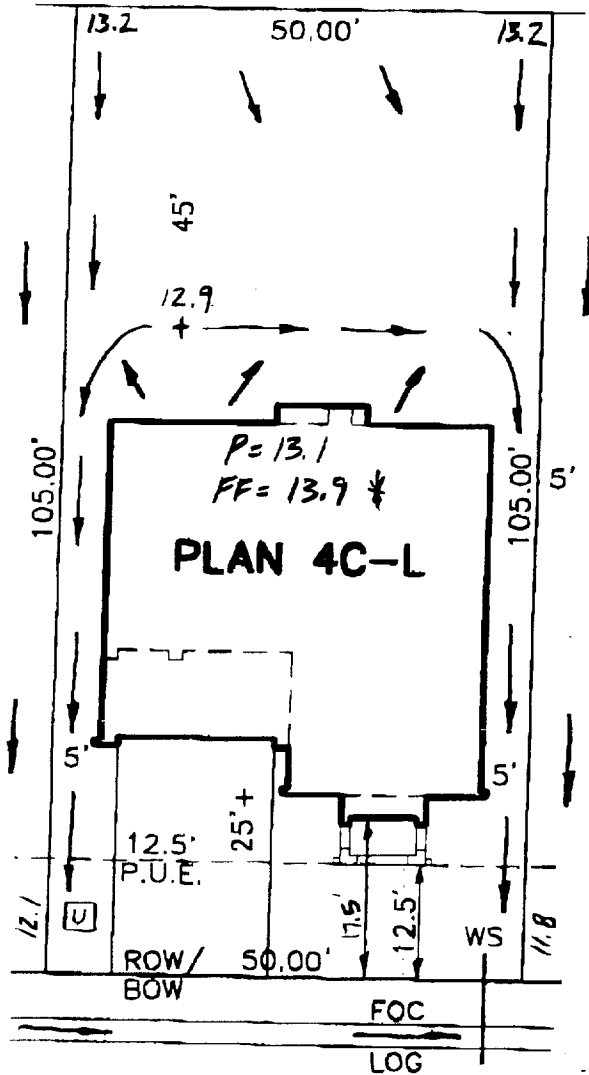 13.2 50.00' 13.2
45'
12.9
P= 13.1
FF= 13.9 *
105.00' 105.00' 5'
PLAN 4C-L
5' 5'
25'+
12.5'
P.U.E.
17.5' 12.5'
12.1 U WS 11.8
ROW/ 50.00'
BOW
FOC
LOG